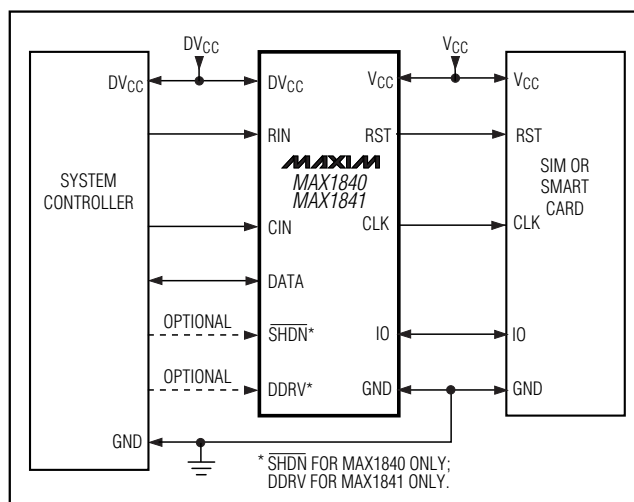 DVCC
VCC
DVCC
DVCC
VCC
VCC
RIN
RST
RST
MAXIM
MAX1840
MAX1841
SYSTEM
CONTROLLER
SIM OR
SMART
CARD
CIN
CLK
CLK
DATA
OPTIONAL
SHDN*
IO
IO
OPTIONAL
DDRV*
GND
GND
GND
* SHDN FOR MAX1840 ONLY;
DDRV FOR MAX1841 ONLY.